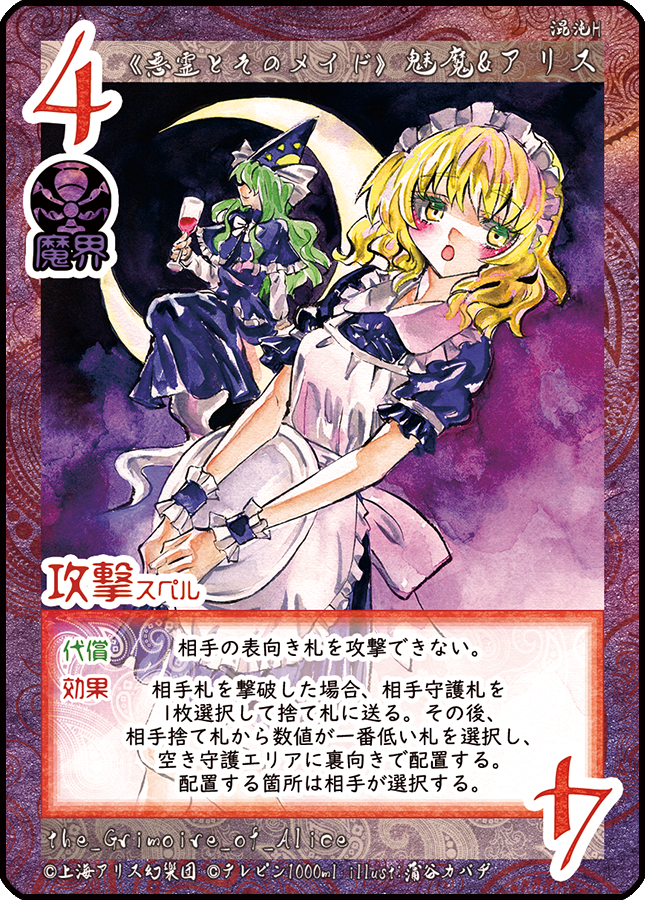 混沌H
4
《悪霊とそのメイド》 魅魔&アリス
魔界
攻撃スペル
代償 相手の表向き札を攻撃できない。
効果 相手札を撃破した場合、相手守護札を
1枚選択して捨て札に送る。その後、
相手捨て札から数値が一番低い札を選択し、
空き守護エリアに裏向きで配置する。
配置する箇所は相手が選択する。
4
the_Grimoire_of_Alice
©上海アリス幻樂団 ©テレピン1000ml illust:蒲谷カバヂ